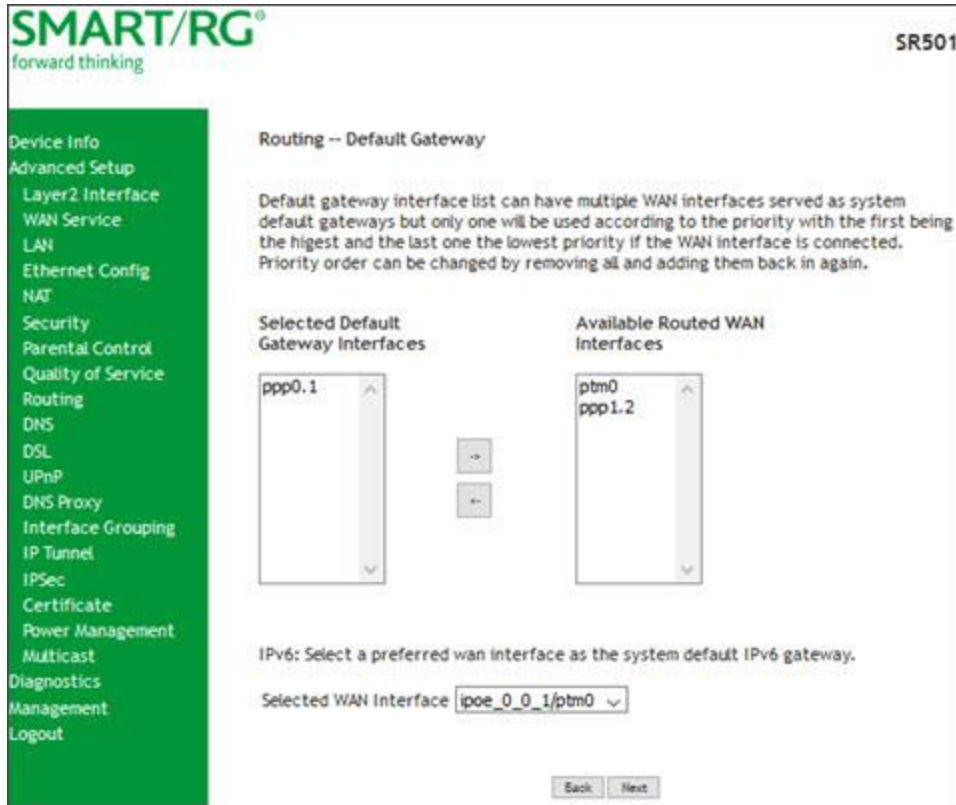 SMART/RG®
forward thinking
SR501
Device Info
Advanced Setup
Layer2 Interface
WAN Service
LAN
Ethernet Config
NAT
Security
Parental Control
Quality of Service
Routing
DNS
DSL
UPnP
DNS Proxy
Interface Grouping
IP Tunnel
IPSec
Certificate
Power Management
Multicast
Diagnostics
Management
Logout
Routing -- Default Gateway
Default gateway interface list can have multiple WAN interfaces served as system
default gateways but only one will be used according to the priority with the first being
the higest and the last one the lowest priority if the WAN interface is connected.
Priority order can be changed by removing all and adding them back in again.
Selected Default
Gateway Interfaces
Available Routed WAN
Interfaces
ppp0.1
ptm0
ppp1.2
->
<-
IPv6: Select a preferred wan interface as the system default IPv6 gateway.
Selected WAN Interface ipoe_0_0_1/ptm0
Back Next